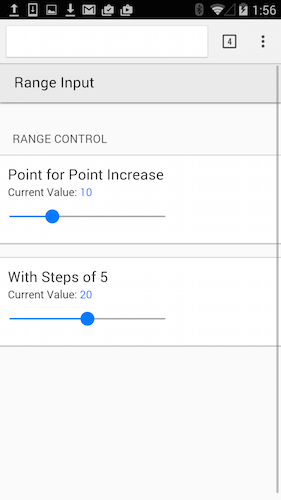 1:56
4
Range Input
RANGE CONTROL
Point for Point Increase
Current Value: 10
With Steps of 5
Current Value: 20